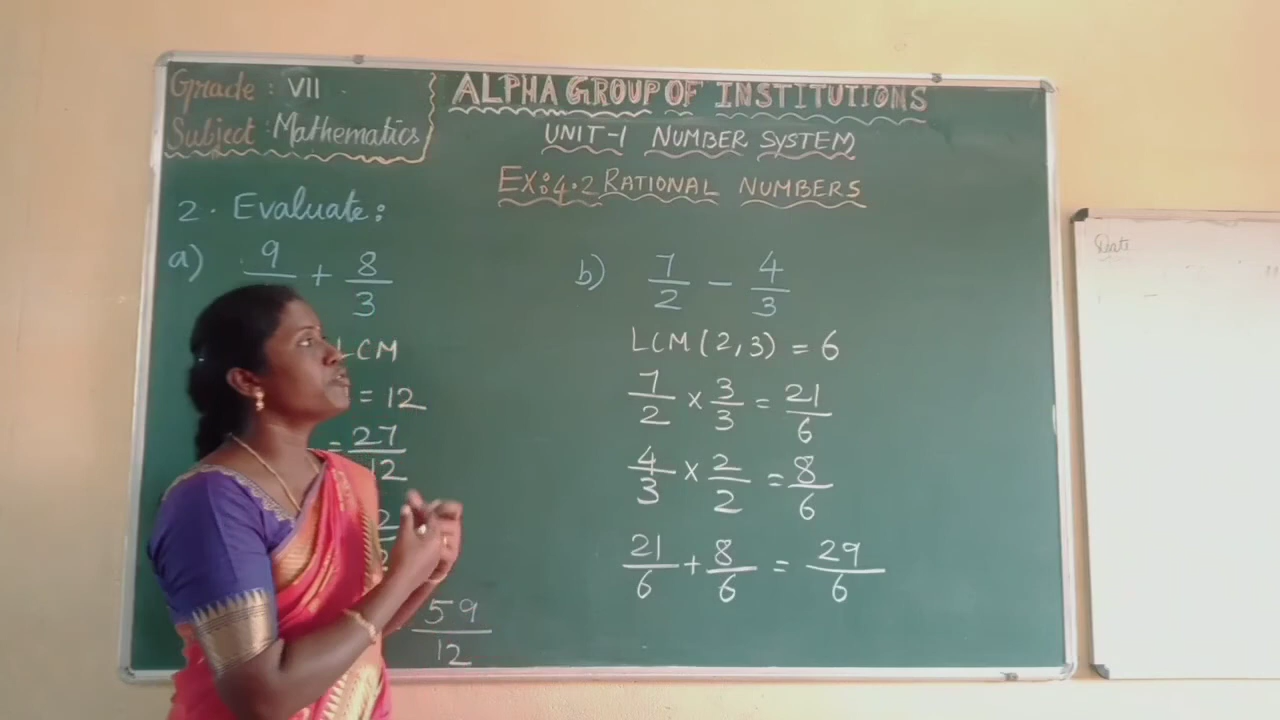 Grade : VII
Subject : Mathematics
ALPHA GROUP OF INSTITUTIONS
UNIT-1 NUMBER SYSTEM
EX:4.2 RATIONAL NUMBERS
2. Evaluate:
a) 9/ + 8/3
LCM
= 12
= 27/12
59/12
b) 7/2 - 4/3
LCM (2,3) = 6
7/2 × 3/3 = 21/6
4/3 × 2/2 = 8/6
21/6 + 8/6 = 29/6
Date